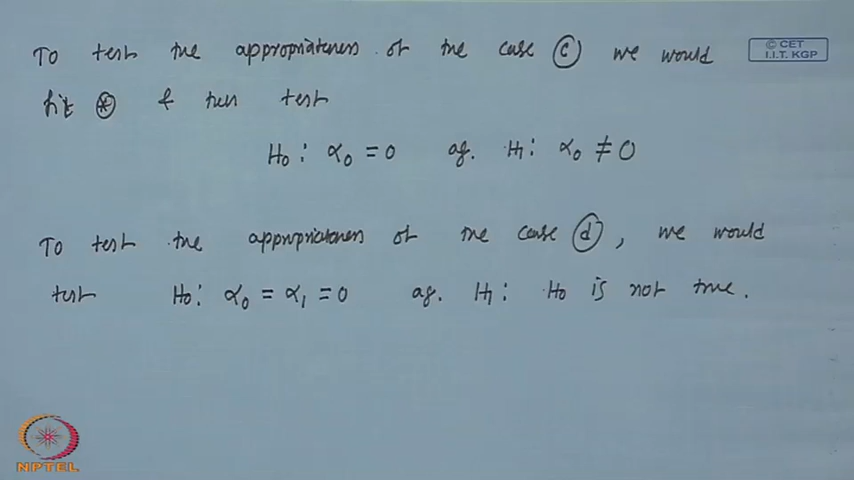 To test the appropriateness of the case ⓒ we would
© CET
I.I.T. KGP
fit ⊛ & then test
H₀ : α₀ = 0 ag. H₁ : α₀ ≠ 0
To test the appropriateness of the case ⓓ, we would
test H₀ : α₀ = α₁ = 0 ag. H₁ : H₀ is not true.
NPTEL